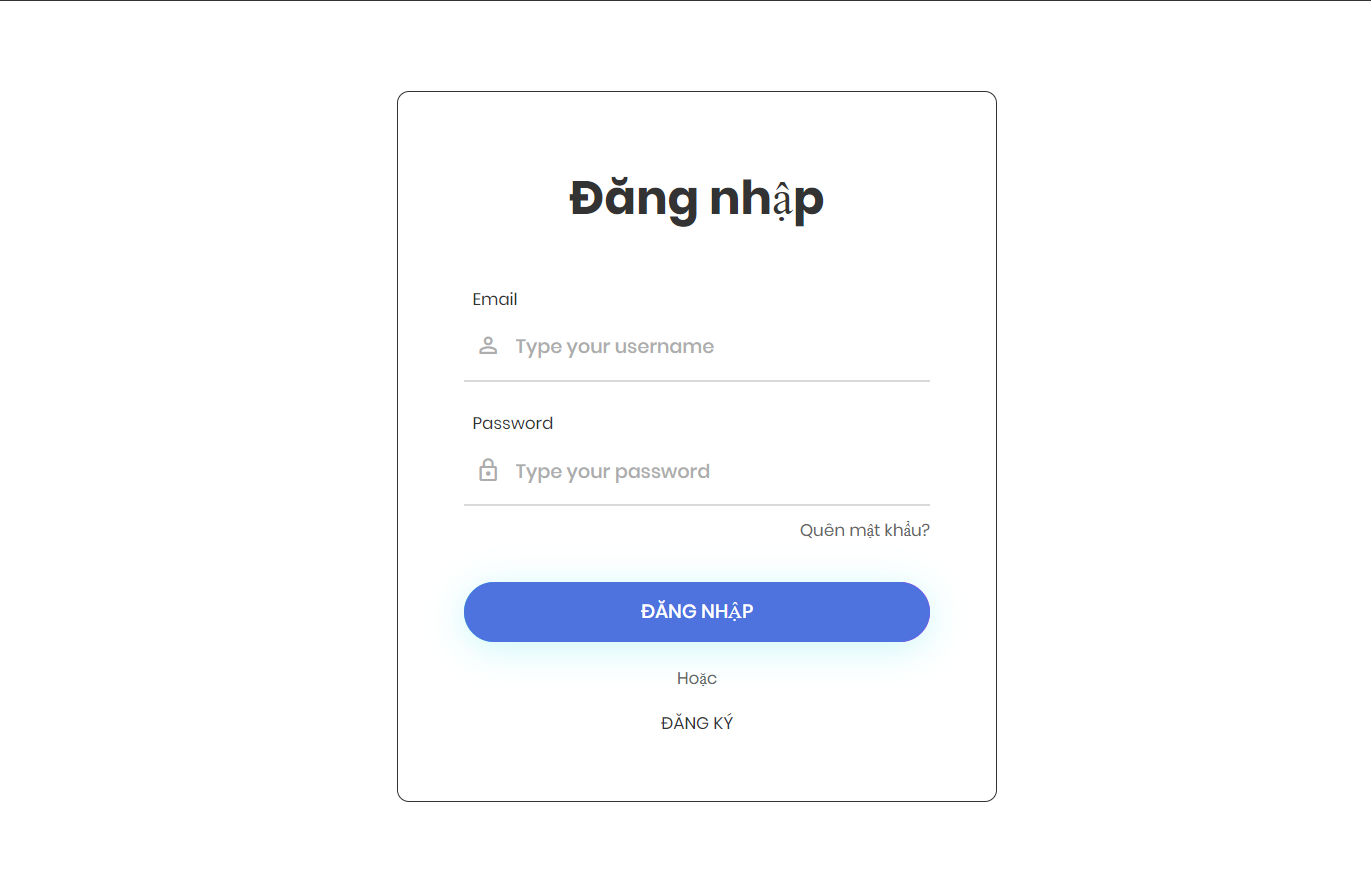 Đăng nhập
Email
Type your username
Password
Type your password
Quên mật khẩu?
ĐĂNG NHẬP
Hoặc
ĐĂNG KÝ